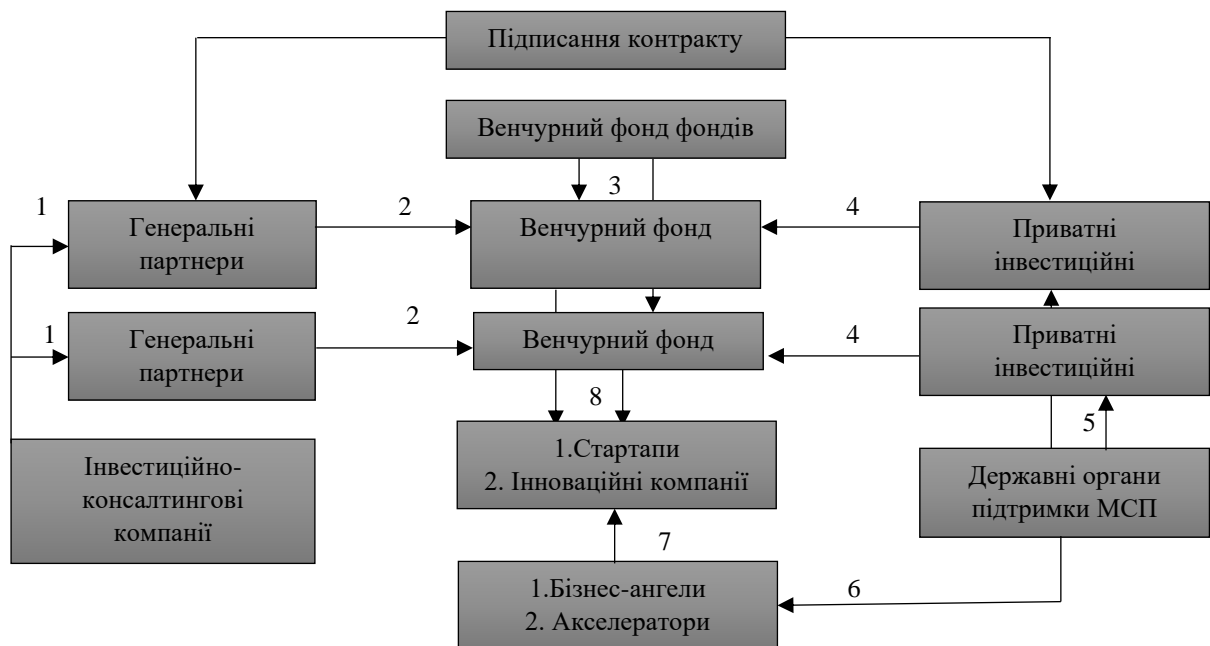 Підписання контракту
Венчурний фонд фондів
3
1
2
4
Генеральні
партнери
Венчурний фонд
Приватні
інвестиційні
1
2
4
Генеральні
партнери
Венчурний фонд
Приватні
інвестиційні
8
5
Інвестиційно-
консалтингові
компанії
1.Стартапи
2. Інноваційні компанії
Державні органи
підтримки МСП
7
6
1.Бізнес-ангели
2. Акселератори